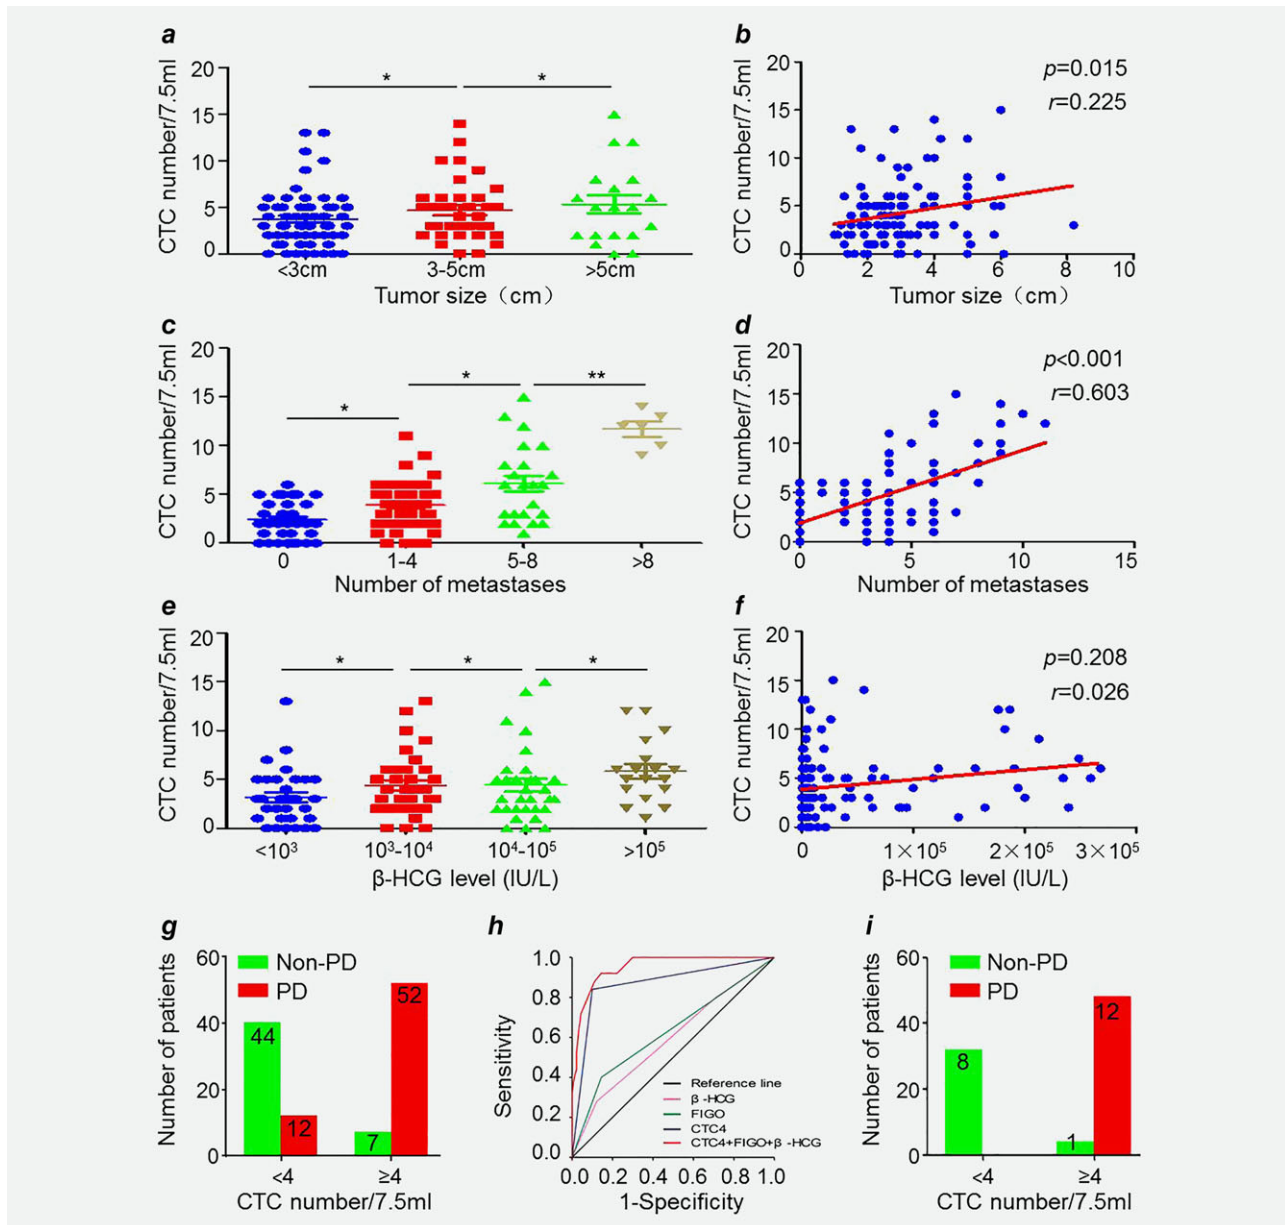 a
CTC number/7.5ml
20
15
10
5
0
*
*
<3cm
3-5cm
>5cm
Tumor size（cm）
b
CTC number/7.5ml
20
15
10
5
0
p=0.015
r=0.225
0
2
4
6
8
10
Tumor size（cm）
c
CTC number/7.5ml
20
15
10
5
0
*
*
**
0
1-4
5-8
>8
Number of metastases
d
CTC number/7.5ml
20
15
10
5
0
p<0.001
r=0.603
0
5
10
15
Number of metastases
e
CTC number/7.5ml
20
15
10
5
0
*
*
*
<10³
10³-10⁴
10⁴-10⁵
>10⁵
β-HCG level (IU/L)
f
CTC number/7.5ml
20
15
10
5
0
p=0.208
r=0.026
0
1×10⁵
2×10⁵
3×10⁵
β-HCG level (IU/L)
g
Number of patients
60
40
20
0
Non-PD
PD
44
12
7
52
<4
≥4
CTC number/7.5ml
h
Sensitivity
1.0
0.8
0.6
0.4
0.2
0.0
Reference line
β -HCG
FIGO
CTC4
CTC4+FIGO+β -HCG
0.0
0.2
0.4
0.6
0.8
1.0
1-Specificity
i
Number of patients
60
40
20
0
Non-PD
PD
8
1
12
<4
≥4
CTC number/7.5ml